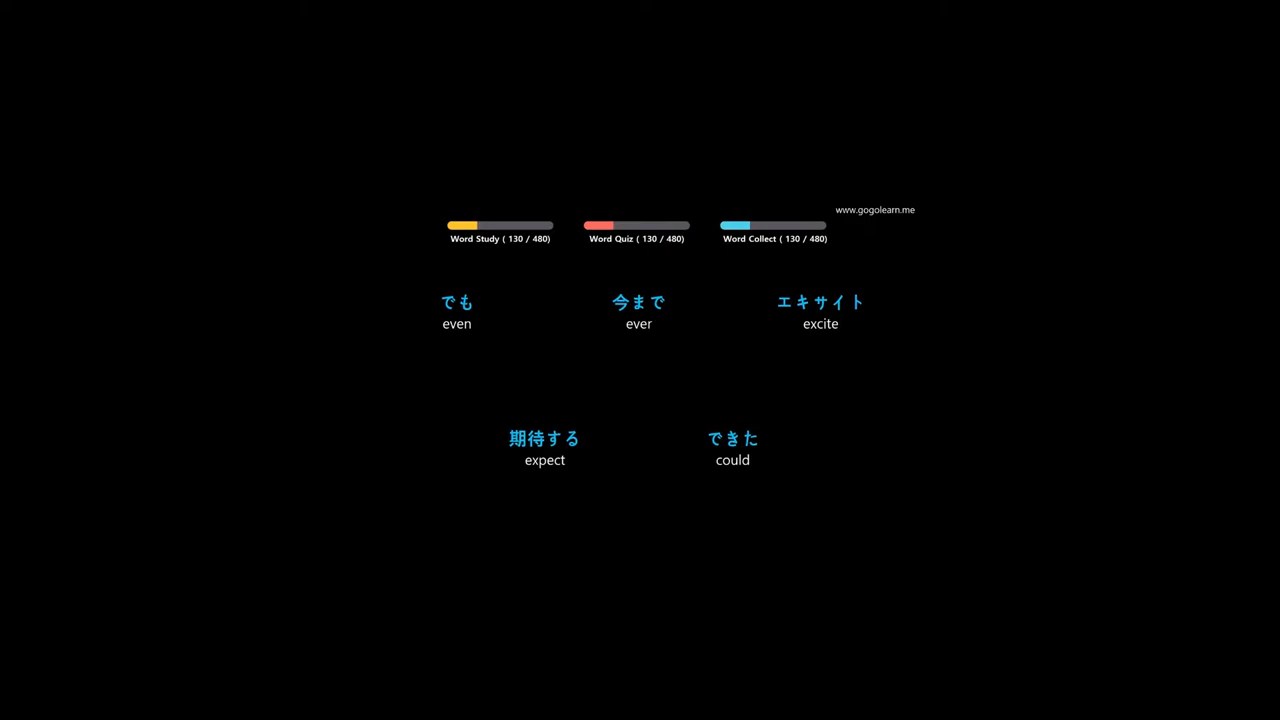 www.gogolearn.me
Word Study ( 130 / 480)
Word Quiz ( 130 / 480)
Word Collect ( 130 / 480)
でも
even
今まで
ever
エキサイト
excite
期待する
expect
できた
could